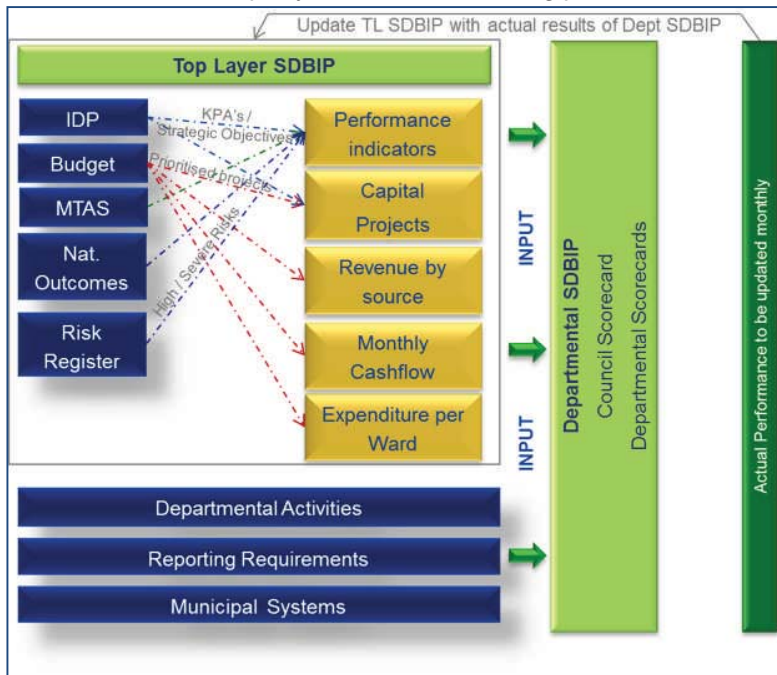 Update TL SDBIP with actual results of Dept SDBIP
Top Layer SDBIP
IDP
Budget
MTAS
Nat.
Outcomes
Risk
Register
KPA's /
Strategic Objectives
Prioritised projects
High / Severe Risks
Performance
indicators
Capital
Projects
Revenue by
source
Monthly
Cashflow
Expenditure per
Ward
INPUT
INPUT
Departmental Activities
Reporting Requirements
Municipal Systems
Departmental SDBIP
Council Scorecard
Departmental Scorecards
Actual Performance to be updated monthly